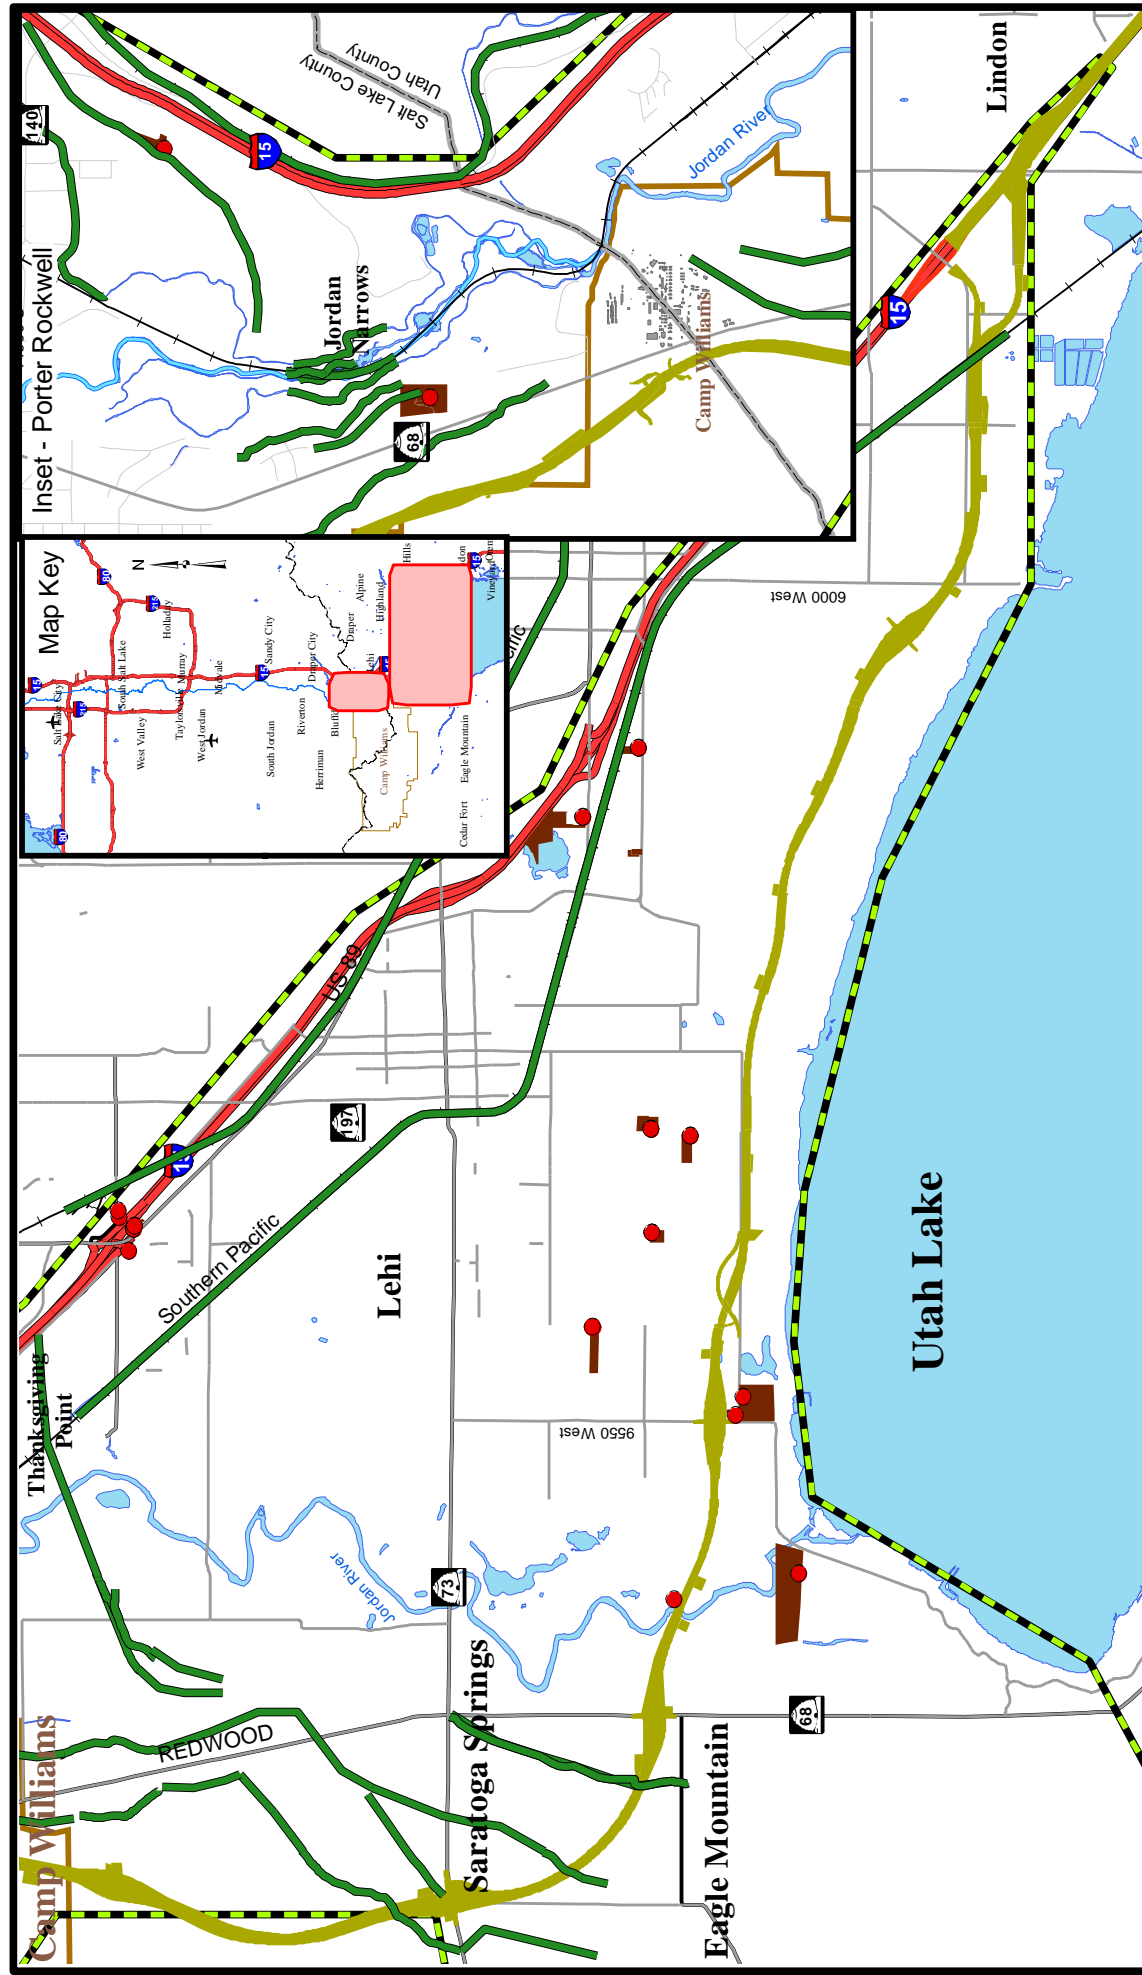 Inset - Porter Rockwell
140
15
Salt Lake County
Utah County
Jordan River
Jordan
Narrows
68
Camp Williams
Lindon
15
Map Key
N
80
15
Salt Lake City
South Salt Lake
Holladay
West Valley
Taylorsville
Murray
Midvale
West Jordan
Sandy City
South Jordan
Riverton
Draper City
Draper
Alpine
Herriman
Highland
Hills
Camp Williams
Eagle Mountain
Cedar Fort
Vineyard
15
80
6000 West
US 89
197
Southern Pacific
Thanksgiving
Point
Lehi
Utah Lake
9550 West
Jordan River
73
Saratoga Springs
68
REDWOOD
Camp Williams
Eagle Mountain